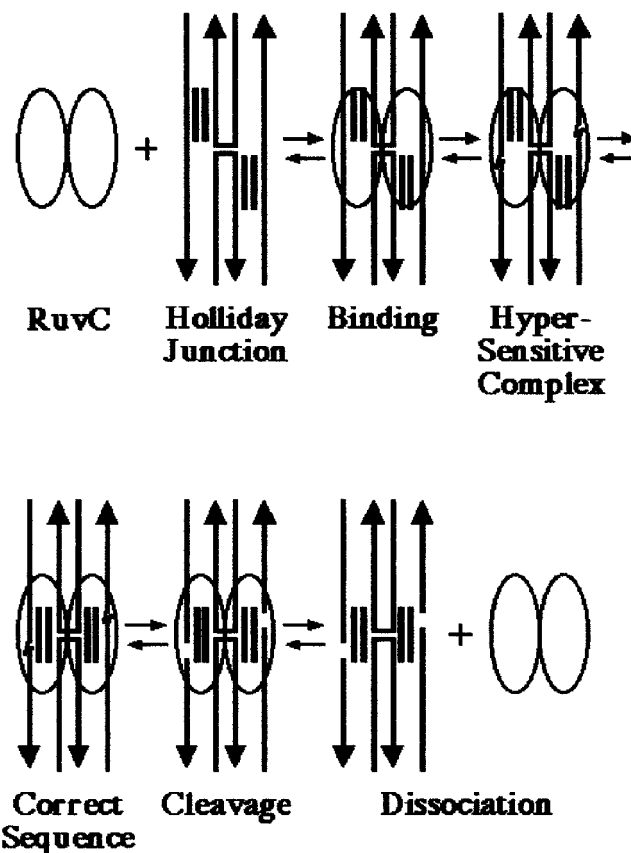 +
RuvC
Holliday
Junction
Binding
Hyper-
Sensitive
Complex
+
Correct
Sequence
Cleavage
Dissociation